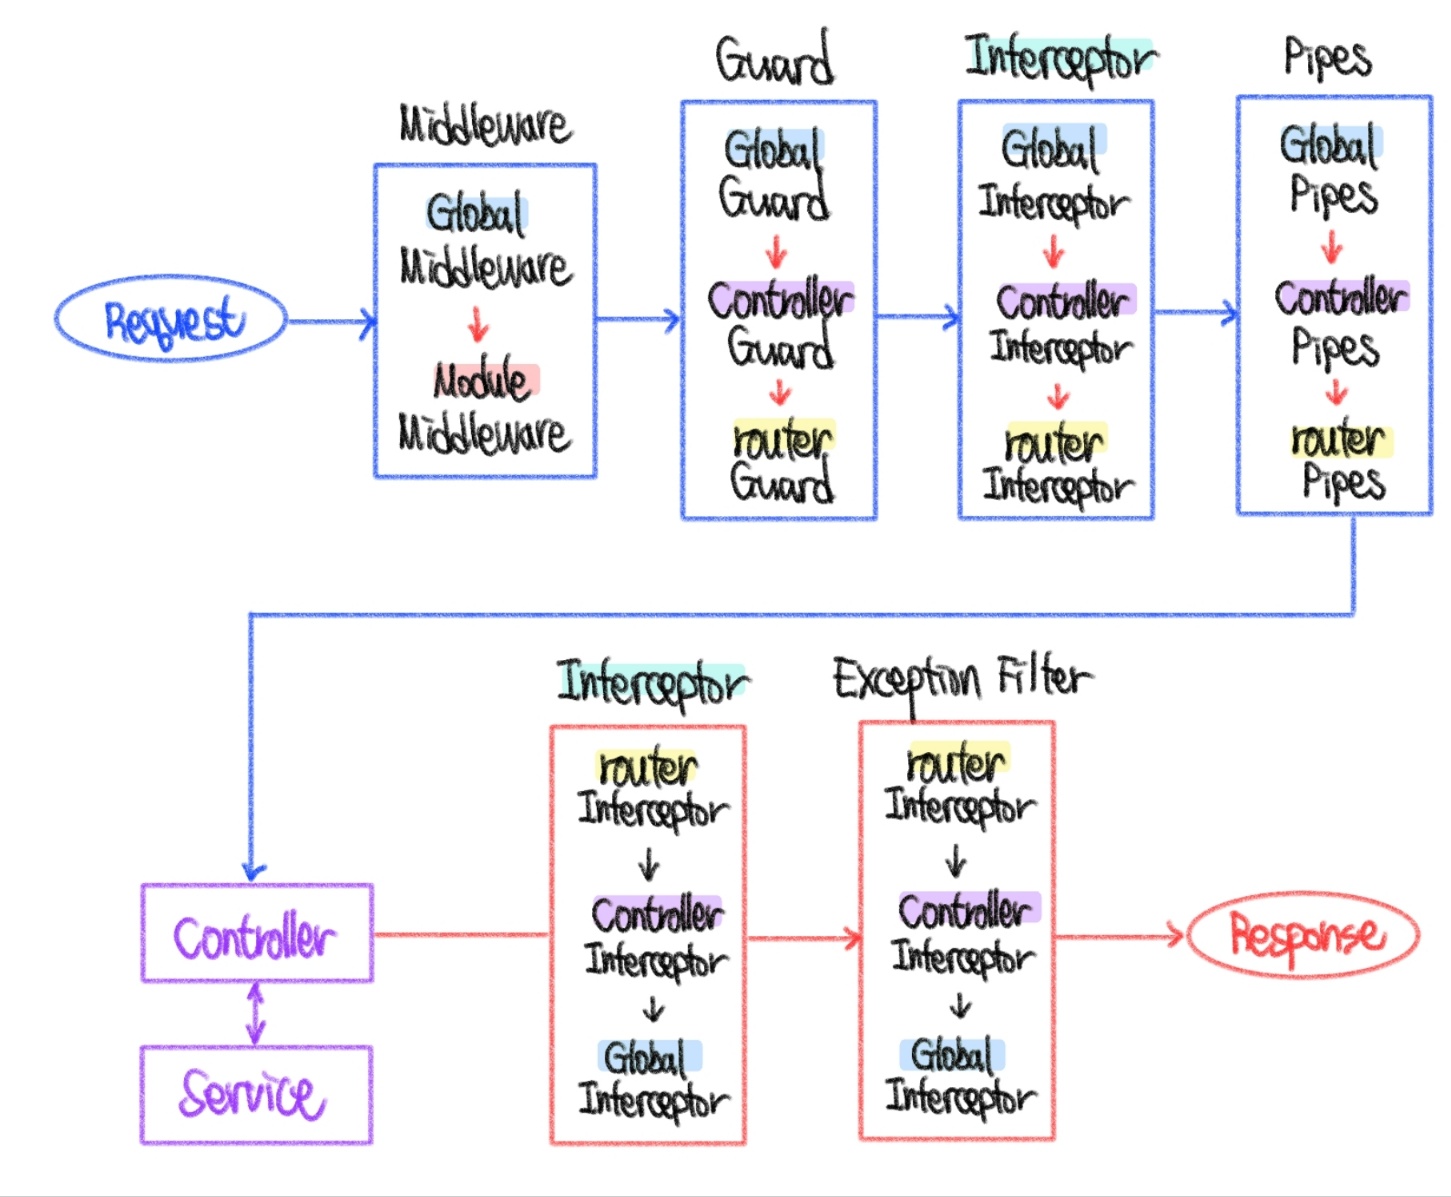 Middleware
Global
Middleware
Module
Middleware
Guard
Global
Guard
Controller
Guard
router
Guard
Interceptor
Global
Interceptor
Controller
Interceptor
router
Interceptor
Pipes
Global
Pipes
Controller
Pipes
router
Pipes
Request
Controller
Service
Interceptor
router
Interceptor
Controller
Interceptor
Global
Interceptor
Exception Filter
router
Interceptor
Controller
Interceptor
Global
Interceptor
Response